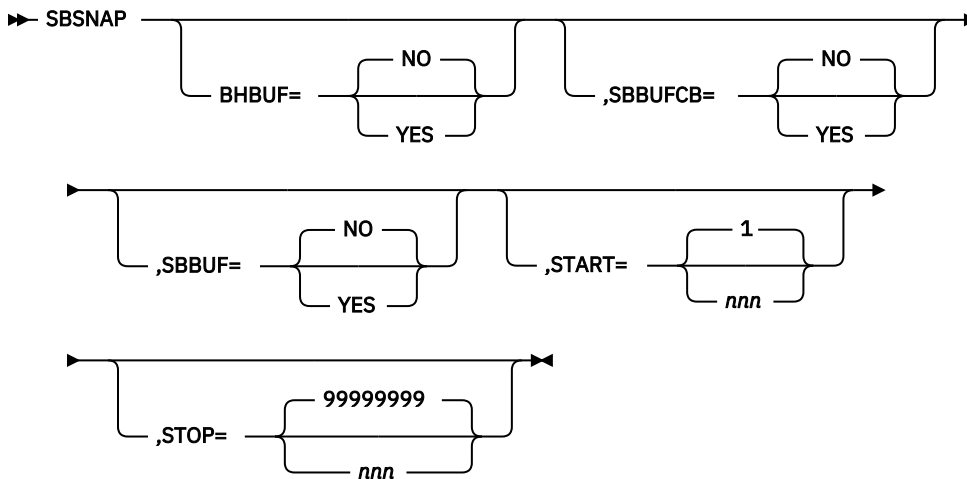 SBSNAP
NO
NO
BHBUF=
,SBBUFCB=
YES
YES
NO
1
,SBBUF=
,START=
YES
nnn
99999999
,STOP=
nnn